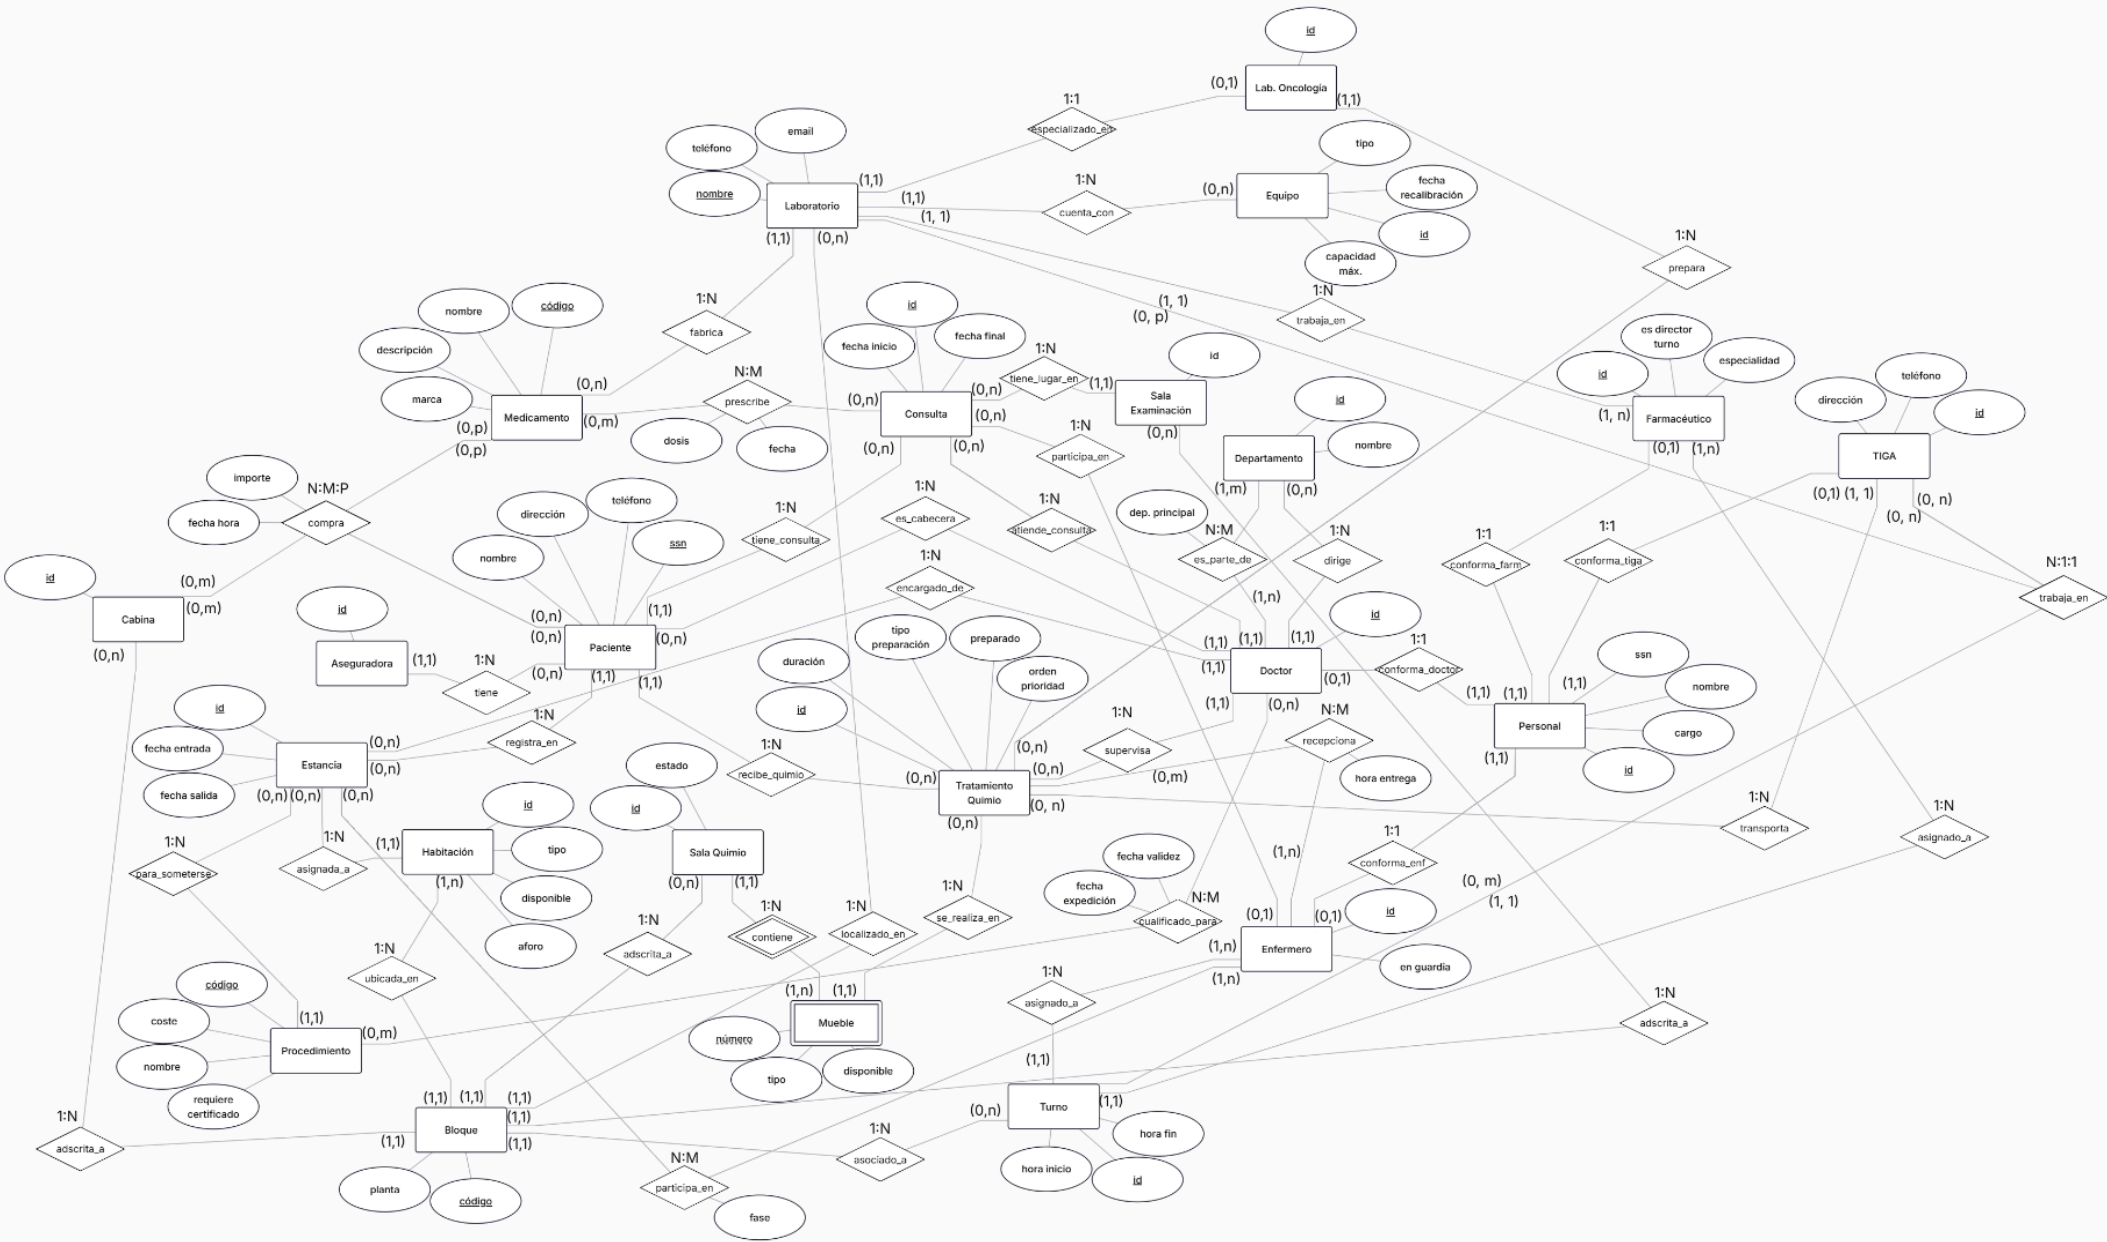 id
Lab. Oncología
(0,1)
(1,1)
1:1
especializado_en
email
teléfono
nombre
Laboratorio
(1,1)
(1,1)
(1, 1)
(1,1)
(0,n)
1:N
cuenta_con
(0,n)
Equipo
tipo
fecha
recalibración
id
capacidad
máx.
1:N
prepara
1:N
trabaja_en
(1, 1)
(0, p)
1:N
fabrica
nombre
código
descripción
marca
Medicamento
(0,n)
(0,m)
(0,p)
(0,p)
N:M
prescribe
dosis
fecha
id
fecha inicio
fecha final
Consulta
(0,n)
(0,n)
(0,n)
(0,n)
(0,n)
1:N
tiene_lugar_en
(1,1)
id
Sala
Examinación
(0,n)
1:N
participa_en
id
nombre
Departamento
(1,m)
(0,n)
dep. principal
N:M
es_parte_de
1:N
dirige
(1,n)
es director
turno
id
especialidad
Farmacéutico
(1, n)
(0,1)
(1,n)
teléfono
dirección
id
TIGA
(0,1)
(1, 1)
(0, n)
(0, n)
1:1
conforma_farm
1:1
conforma_tiga
N:1:1
trabaja_en
importe
fecha hora
N:M:P
compra
id
Cabina
(0,m)
(0,m)
(0,n)
id
Aseguradora
(1,1)
1:N
tiene
teléfono
dirección
nombre
ssn
Paciente
(0,n)
(0,n)
(0,n)
(1,1)
(0,n)
(1,1)
(1,1)
1:N
tiene_consulta
1:N
es_cabecera
1:N
atiende_consulta
1:N
encargado_de
id
Doctor
(1,1)
(1,1)
(1,1)
(1,1)
(1,1)
(0,1)
(0,n)
1:1
conforma_doctor
(1,1)
(1,1)
(1,1)
(1,1)
ssn
nombre
cargo
id
Personal
tipo
preparación
preparado
orden
prioridad
duración
id
Tratamiento
Quimio
(0,n)
(0,n)
(0,n)
(0,m)
(0, n)
(0,n)
1:N
supervisa
N:M
recepciona
hora entrega
1:N
recibe_quimio
1:N
registra_en
id
fecha entrada
fecha salida
Estancia
(0,n)
(0,n)
(0,n)
(0,n)
(0,n)
1:N
para_someterse
1:N
asignada_a
(1,1)
id
tipo
disponible
aforo
Habitación
(1,n)
estado
id
Sala Quimio
(0,n)
(1,1)
1:N
ubicada_en
1:N
adscrita_a
1:N
contiene
1:N
localizado_en
1:N
se_realiza_en
1:N
transporta
1:N
asignado_a
(1,n)
1:1
conforma_enf
(0,1)
(0,1)
id
en guardia
Enfermero
(1,n)
(1,n)
fecha validez
fecha
expedición
N:M
cualificado_para
(0, m)
(1, 1)
código
coste
nombre
requiere
certificado
Procedimiento
(1,1)
(0,m)
(1,n)
(1,1)
Mueble
número
tipo
disponible
1:N
asignado_a
(1,1)
1:N
adscrita_a
Turno
(1,1)
(0,n)
hora inicio
hora fin
id
1:N
adscrita_a
Bloque
(1,1)
(1,1)
(1,1)
(1,1)
(1,1)
(1,1)
planta
código
1:N
asociado_a
N:M
participa_en
fase